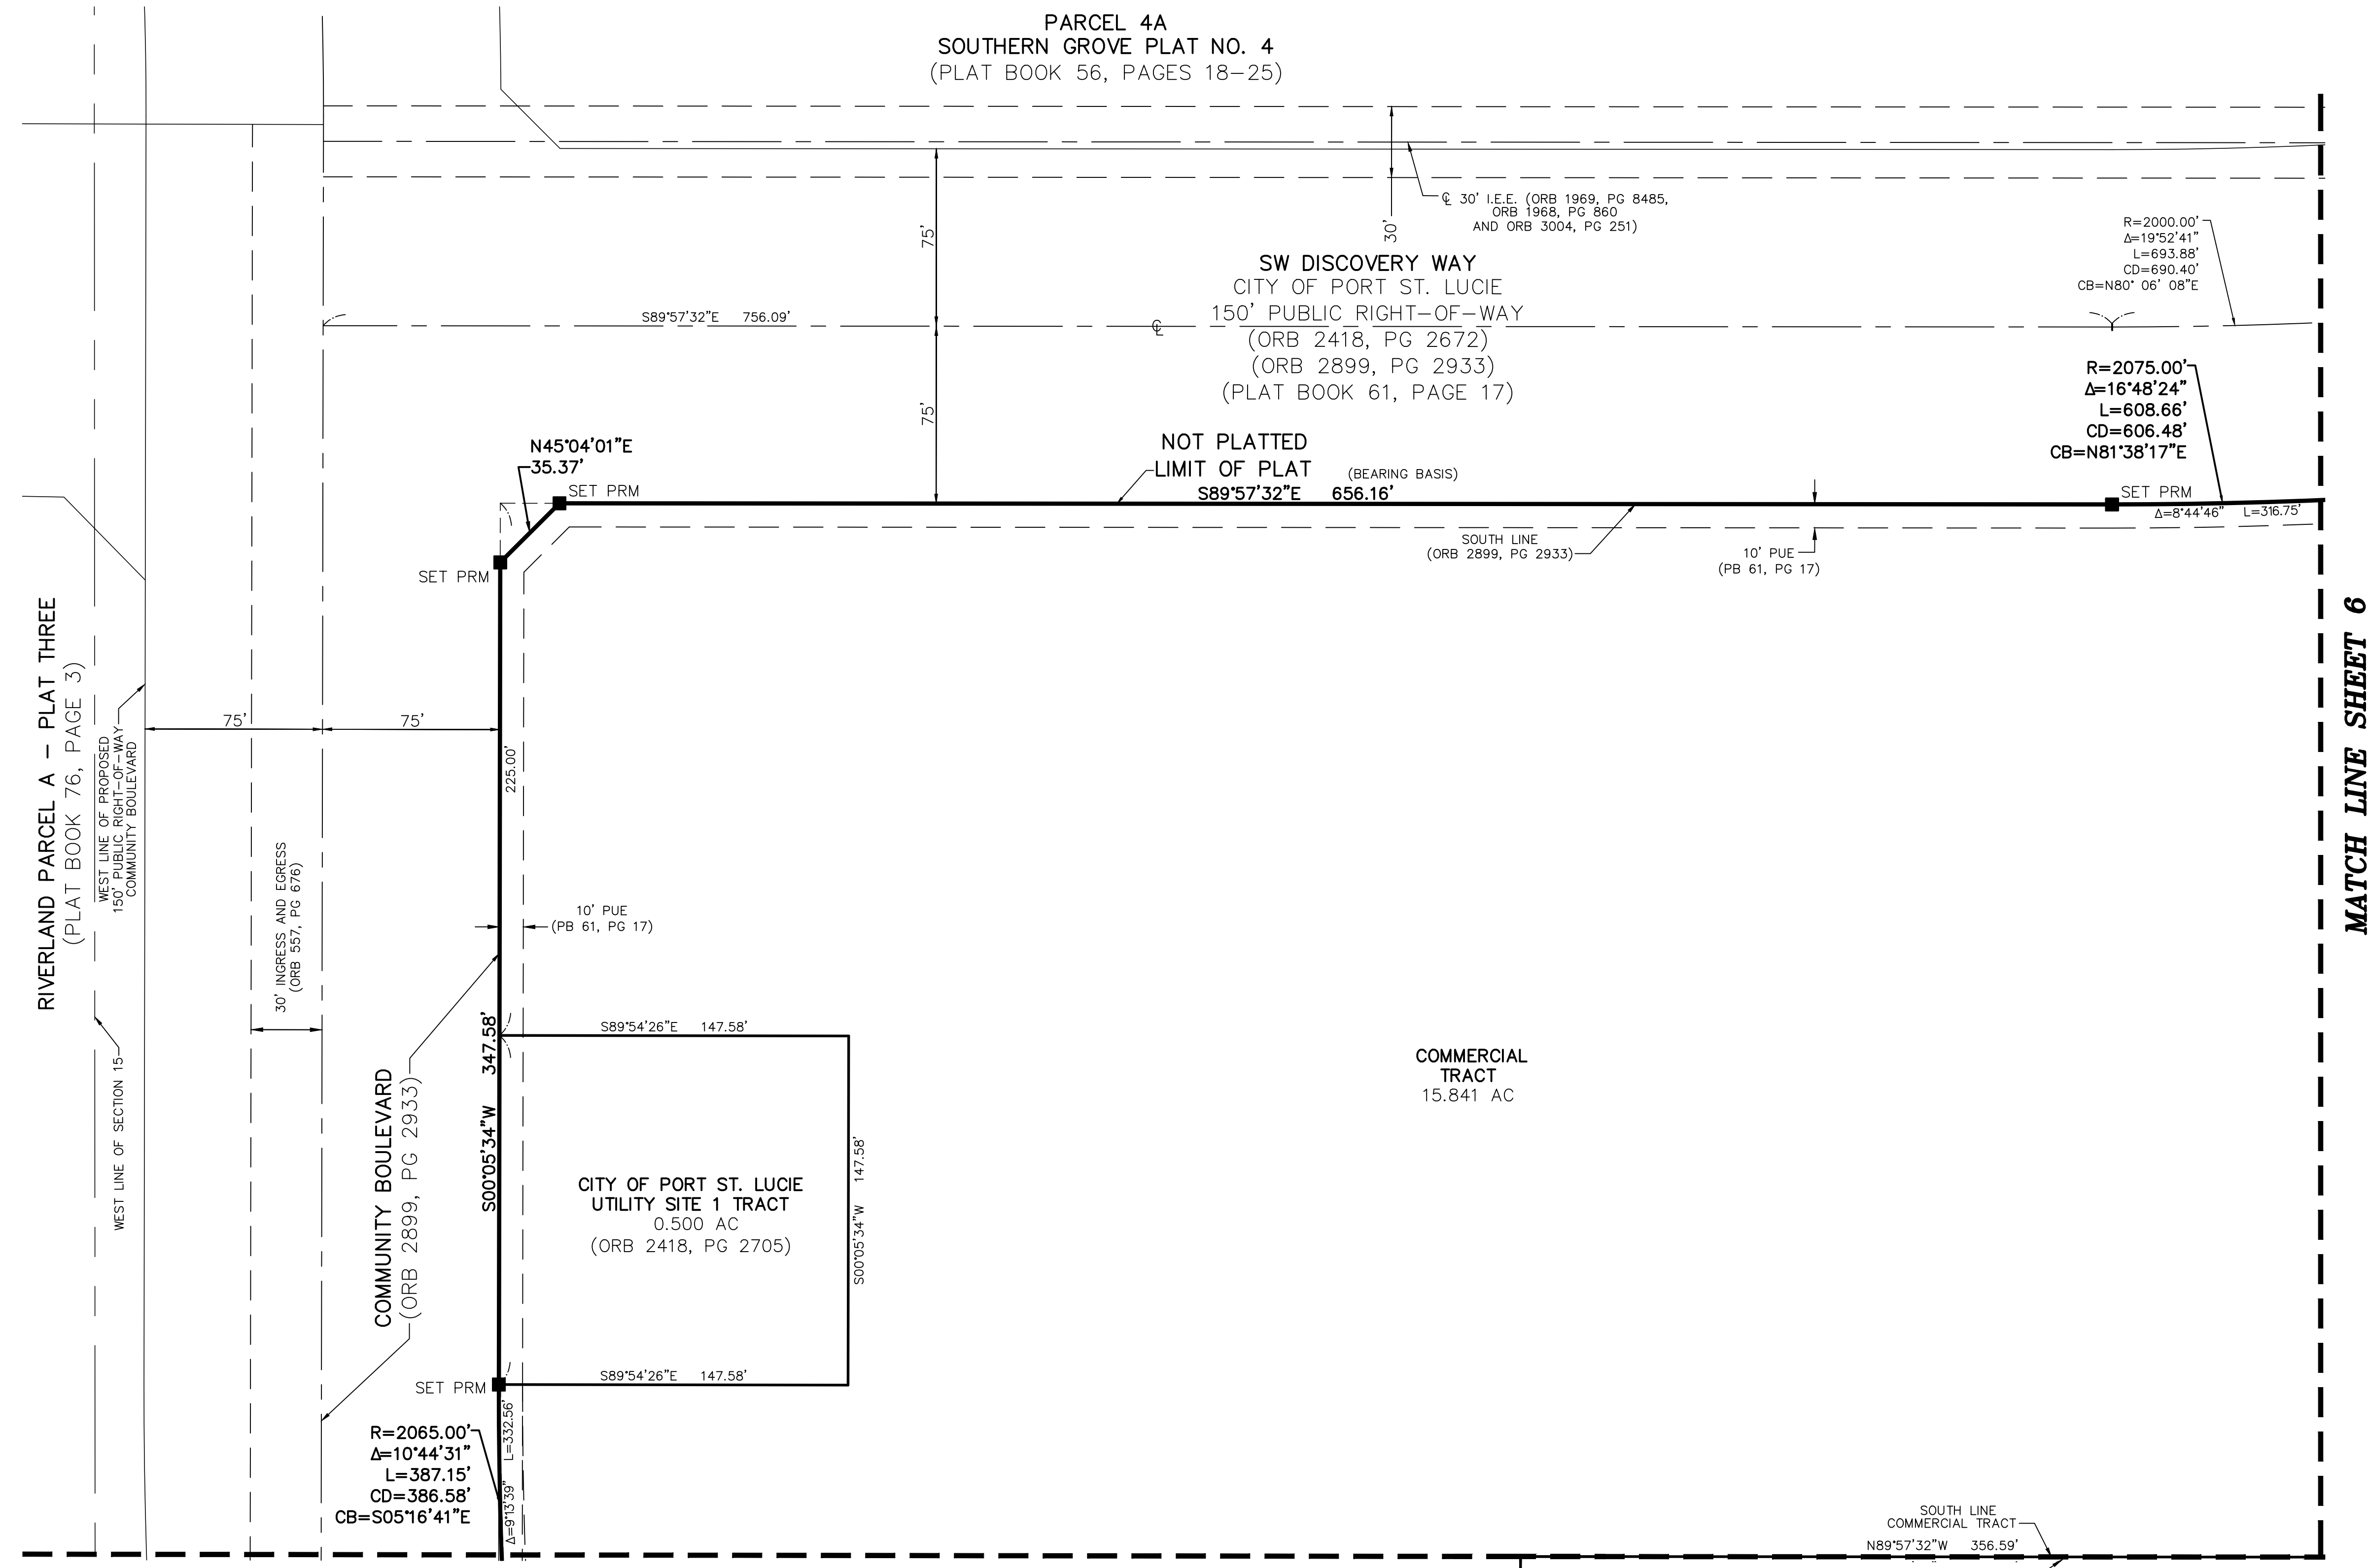 PARCEL 4A
SOUTHERN GROVE PLAT NO. 4
(PLAT BOOK 56, PAGES 18-25)
75'
30'
℄ 30' I.E.E. (ORB 1969, PG 8485,
ORB 1968, PG 860
AND ORB 3004, PG 251)
R=2000.00'
Δ=19°52'41"
L=693.88'
CD=690.40'
CB=N80° 06' 08"E
SW DISCOVERY WAY
CITY OF PORT ST. LUCIE
150' PUBLIC RIGHT-OF-WAY
(ORB 2418, PG 2672)
(ORB 2899, PG 2933)
(PLAT BOOK 61, PAGE 17)
S89°57'32"E 756.09'
℄
75'
R=2075.00'
Δ=16°48'24"
L=608.66'
CD=606.48'
CB=N81°38'17"E
N45°04'01"E
35.37'
SET PRM
NOT PLATTED
LIMIT OF PLAT
(BEARING BASIS)
S89°57'32"E 656.16'
SET PRM
Δ=8°44'46" L=316.75'
SOUTH LINE
(ORB 2899, PG 2933)
10' PUE
(PB 61, PG 17)
SET PRM
MATCH LINE SHEET 6
RIVERLAND PARCEL A - PLAT THREE
(PLAT BOOK 76, PAGE 3)
WEST LINE OF PROPOSED
150' PUBLIC RIGHT-OF-WAY
COMMUNITY BOULEVARD
75'
75'
225.00'
30' INGRESS AND EGRESS
(ORB 557, PG 676)
10' PUE
(PB 61, PG 17)
WEST LINE OF SECTION 15
COMMUNITY BOULEVARD
(ORB 2899, PG 2933)
S00°05'34"W 347.58'
S89°54'26"E 147.58'
S00°05'34"W 147.58'
CITY OF PORT ST. LUCIE
UTILITY SITE 1 TRACT
0.500 AC
(ORB 2418, PG 2705)
S89°54'26"E 147.58'
COMMERCIAL
TRACT
15.841 AC
SET PRM
R=2065.00'
Δ=10°44'31"
L=387.15'
CD=386.58'
CB=S05°16'41"E
Δ=9°13'39" L=332.56'
SOUTH LINE
COMMERCIAL TRACT
N89°57'32"W 356.59'